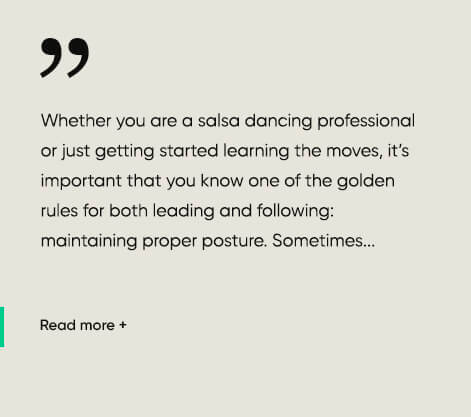 ”
Whether you are a salsa dancing professional
or just getting started learning the moves, it’s
important that you know one of the golden
rules for both leading and following:
maintaining proper posture. Sometimes...
Read more +